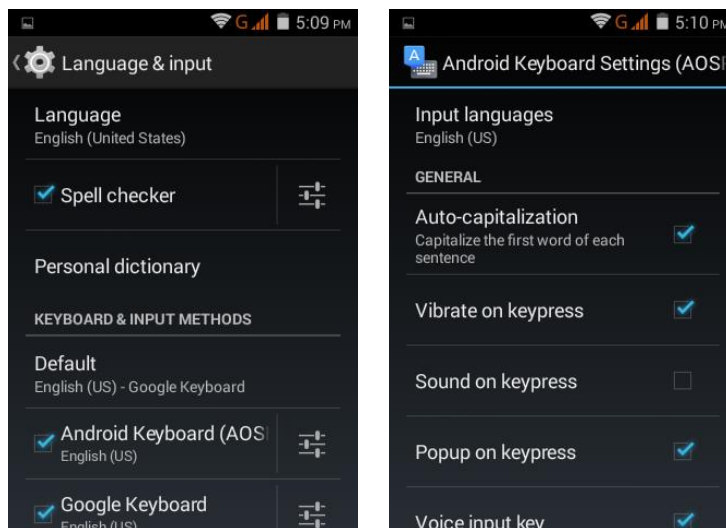 G 5:09 PM
Language & input
Language
English (United States)
Spell checker
Personal dictionary
KEYBOARD & INPUT METHODS
Default
English (US) - Google Keyboard
Android Keyboard (AOS
English (US)
Google Keyboard
English (US)
G 5:10 PM
A
Android Keyboard Settings (AOSP
Input languages
English (US)
GENERAL
Auto-capitalization
Capitalize the first word of each
sentence
Vibrate on keypress
Sound on keypress
Popup on keypress
Voice input key